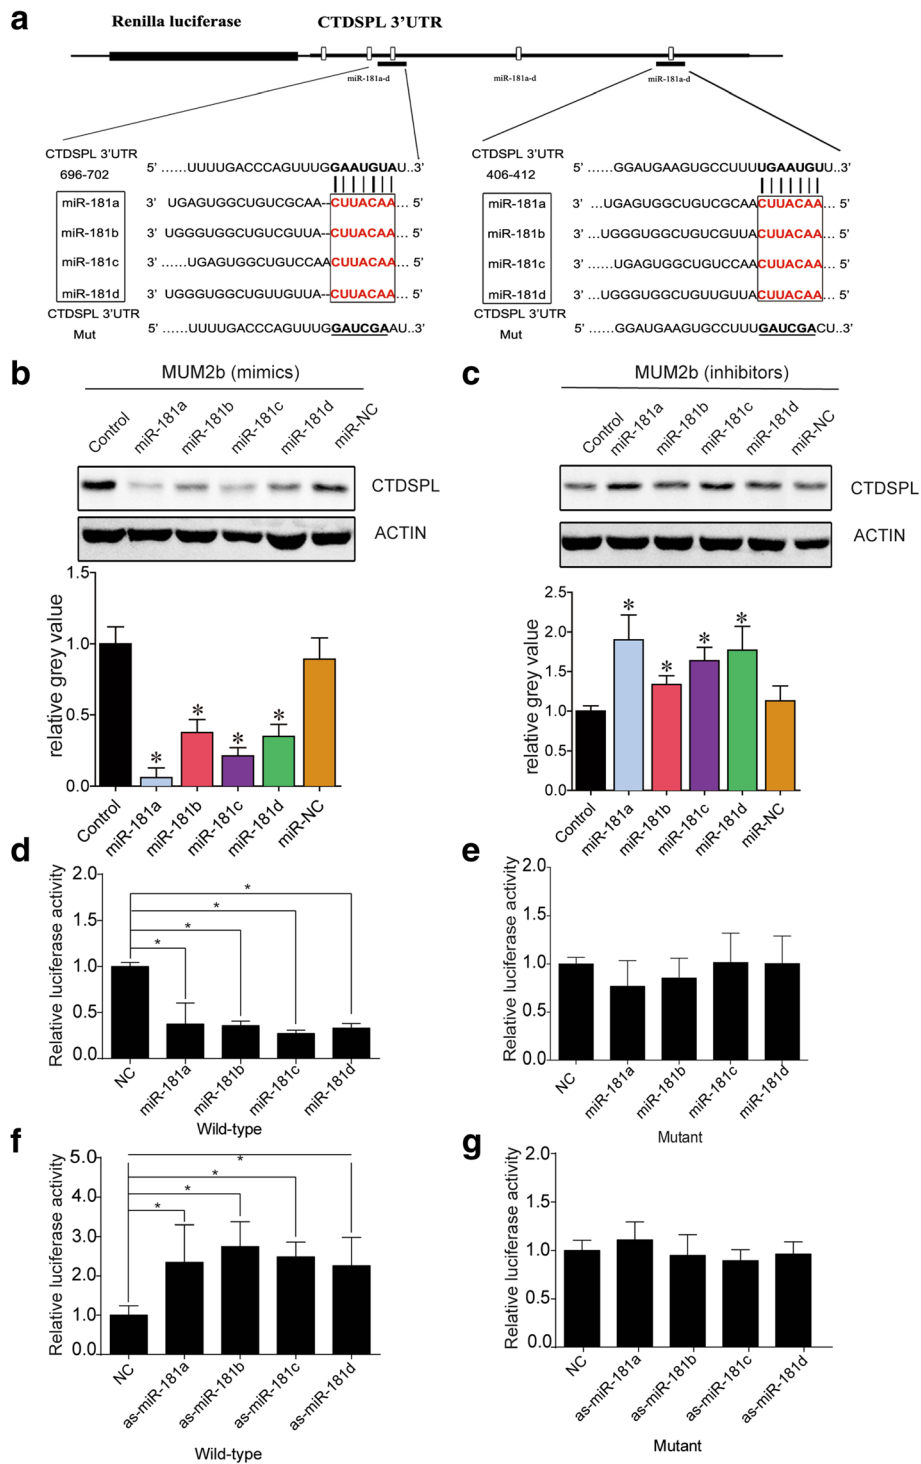 a
Renilla luciferase CTDSPL 3'UTR
miR-181a-d miR-181a-d miR-181a-d
CTDSPL 3'UTR
696-702
5' ......UUUUGACCCAGUUUGGAAUGUAU..3'
miR-181a 3' UGAGUGGCUGUCGCAA--CUUACAA... 5'
miR-181b 3' UGGGUGGCUGUCGUUA--CUUACAA... 5'
miR-181c 3' ......UGAGUGGCUGUCCAACUUACAA... 5'
miR-181d 3' UGGGUGGCUGUUGUUA--CUUACAA... 5'
CTDSPL 3'UTR
Mut 5' ......UUUUGACCCAGUUUGGAUCGAAU..3'
CTDSPL 3'UTR
406-412
5' ......GGAUGAAGUGCCUUUUGAAUGUU..3'
miR-181a 3' ...UGAGUGGCUGUCGCAACUUACAA... 5'
miR-181b 3' ...UGGGUGGCUGUCGUUACUUACAA... 5'
miR-181c 3' ...UGAGUGGCUGUCCAACUUACAA... 5'
miR-181d 3' ...UGGGUGGCUGUUGUUACUUACAA... 5'
CTDSPL 3'UTR
Mut 5' ......GGAUGAAGUGCCUUUGAUCGACU..3'
b
MUM2b (mimics)
Control miR-181a miR-181b miR-181c miR-181d miR-NC
CTDSPL
ACTIN
relative grey value
1.5
1.0
0.5
0.0
* * * *
Control miR-181a miR-181b miR-181c miR-181d miR-NC
c
MUM2b (inhibitors)
Control miR-181a miR-181b miR-181c miR-181d miR-NC
CTDSPL
ACTIN
relative grey value
2.5
2.0
1.5
1.0
0.5
0.0
* * * *
Control miR-181a miR-181b miR-181c miR-181d miR-NC
d
Relative luciferase activity
2.0
1.5
1.0
0.5
0.0
* * * *
NC miR-181a miR-181b miR-181c miR-181d
Wild-type
e
Relative luciferase activity
2.0
1.5
1.0
0.5
0.0
NC miR-181a miR-181b miR-181c miR-181d
Mutant
f
Relative luciferase activity
5.0
4.0
3.0
2.0
1.0
0.0
* * * *
NC as-miR-181a as-miR-181b as-miR-181c as-miR-181d
Wild-type
g
Relative luciferase activity
2.0
1.5
1.0
0.5
0.0
NC as-miR-181a as-miR-181b as-miR-181c as-miR-181d
Mutant